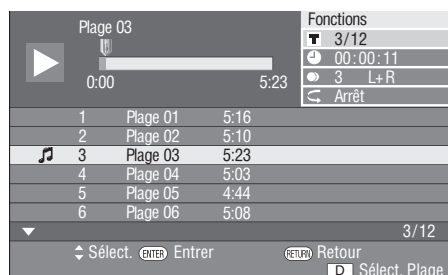 Plage 03
0:00 5:23
Fonctions
T 3/12
00:00:11
3 L+R
Arrêt
1 Plage 01 5:16
2 Plage 02 5:10
3 Plage 03 5:23
4 Plage 04 5:03
5 Plage 05 4:44
6 Plage 06 5:08
3/12
Sélect. ENTER Entrer RETURN Retour
D Sélect. Plage